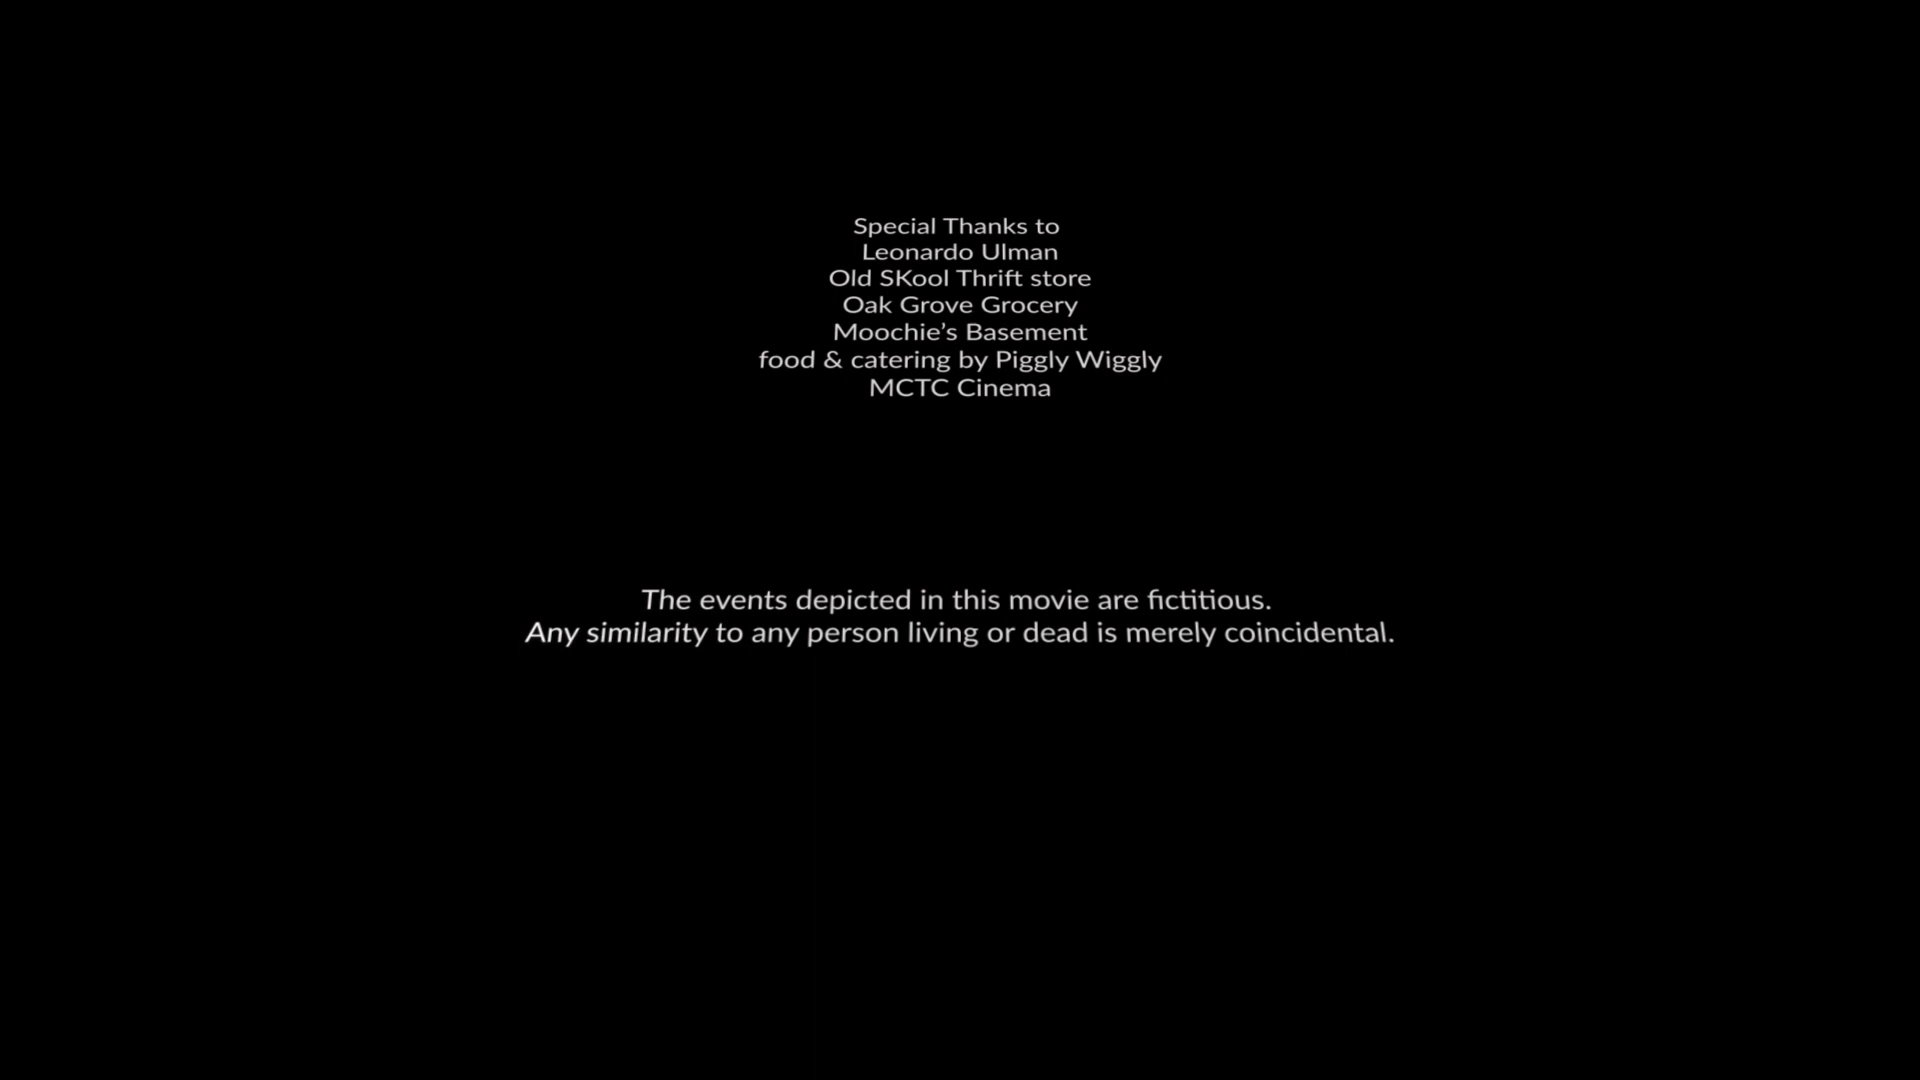 Special Thanks to
Leonardo Ulman
Old SKool Thrift store
Oak Grove Grocery
Moochie’s Basement
food & catering by Piggly Wiggly
MCTC Cinema
The events depicted in this movie are fictitious.
Any similarity to any person living or dead is merely coincidental.